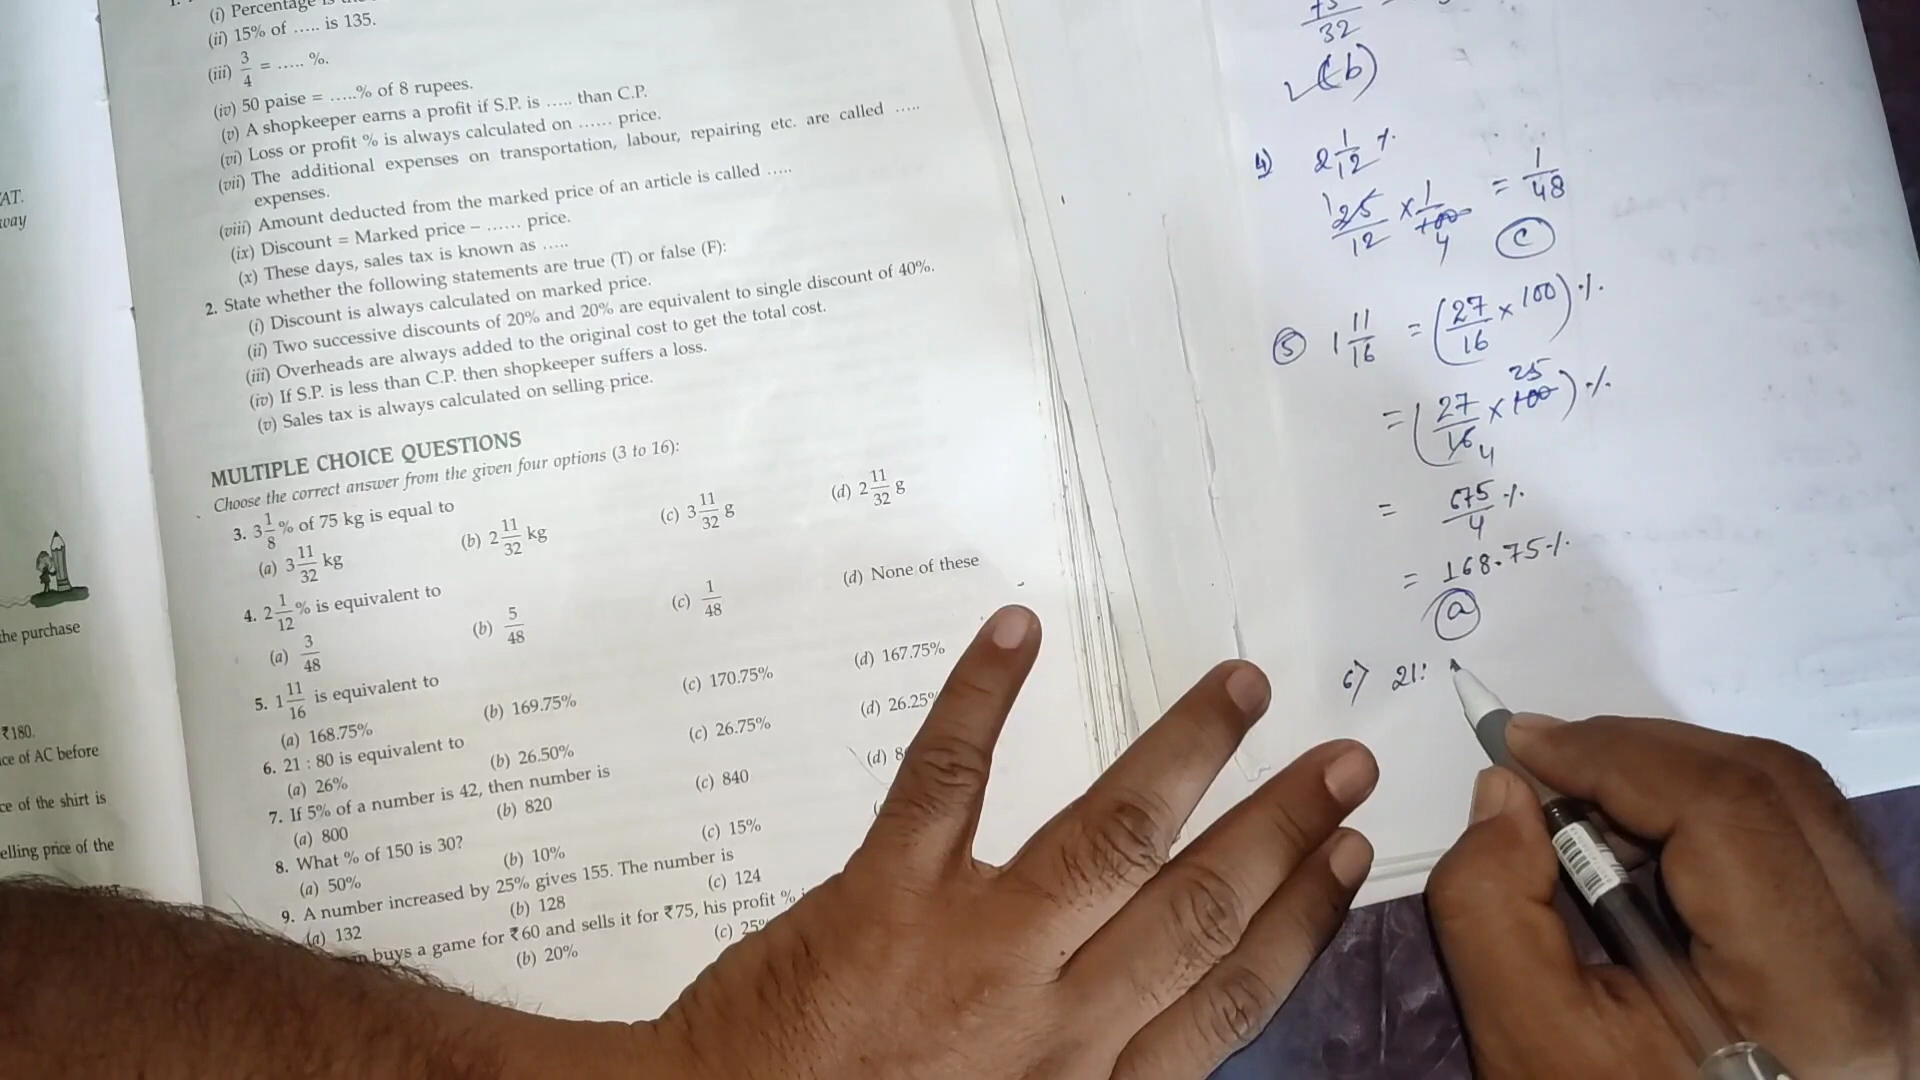 (i) Percentage is
(ii) 15% of ..... is 135.
(iii) 3/4 = ..... %.
(iv) 50 paise = .....% of 8 rupees.
(v) A shopkeeper earns a profit if S.P. is ..... than C.P.
(vi) Loss or profit % is always calculated on ...... price.
(vii) The additional expenses on transportation, labour, repairing etc. are called .....
expenses.
(viii) Amount deducted from the marked price of an article is called .....
(ix) Discount = Marked price – ...... price.
(x) These days, sales tax is known as .....
2. State whether the following statements are true (T) or false (F):
(i) Discount is always calculated on marked price.
(ii) Two successive discounts of 20% and 20% are equivalent to single discount of 40%.
(iii) Overheads are always added to the original cost to get the total cost.
(iv) If S.P. is less than C.P. then shopkeeper suffers a loss.
(v) Sales tax is always calculated on selling price.
MULTIPLE CHOICE QUESTIONS
Choose the correct answer from the given four options (3 to 16):
3. 3 1/8 % of 75 kg is equal to
(a) 3 11/32 kg (b) 2 11/32 kg (c) 3 11/32 g (d) 2 11/32 g
4. 2 1/12 % is equivalent to
(a) 3/48 (b) 5/48 (c) 1/48 (d) None of these
5. 1 11/16 is equivalent to
(a) 168.75% (b) 169.75% (c) 170.75% (d) 167.75%
6. 21 : 80 is equivalent to
(a) 26% (b) 26.50% (c) 26.75% (d) 26.25%
7. If 5% of a number is 42, then number is
(a) 800 (b) 820 (c) 840 (d) 8
8. What % of 150 is 30?
(a) 50% (b) 10% (c) 15%
9. A number increased by 25% gives 155. The number is
(a) 132 (b) 128 (c) 124
buys a game for ₹60 and sells it for ₹75, his profit %
(b) 20% (c) 25%
AT.
way
the purchase
₹180.
ce of AC before
ce of the shirt is
elling price of the
75/32
(b)
4) 2 1/12 %
25/12 × 1/100 = 1/48
4
(c)
(5) 1 11/16 = (27/16 × 100) %
= (27/16 × 100) %
25
4
= 675/4 %
= 168.75%
(a)
6) 21: